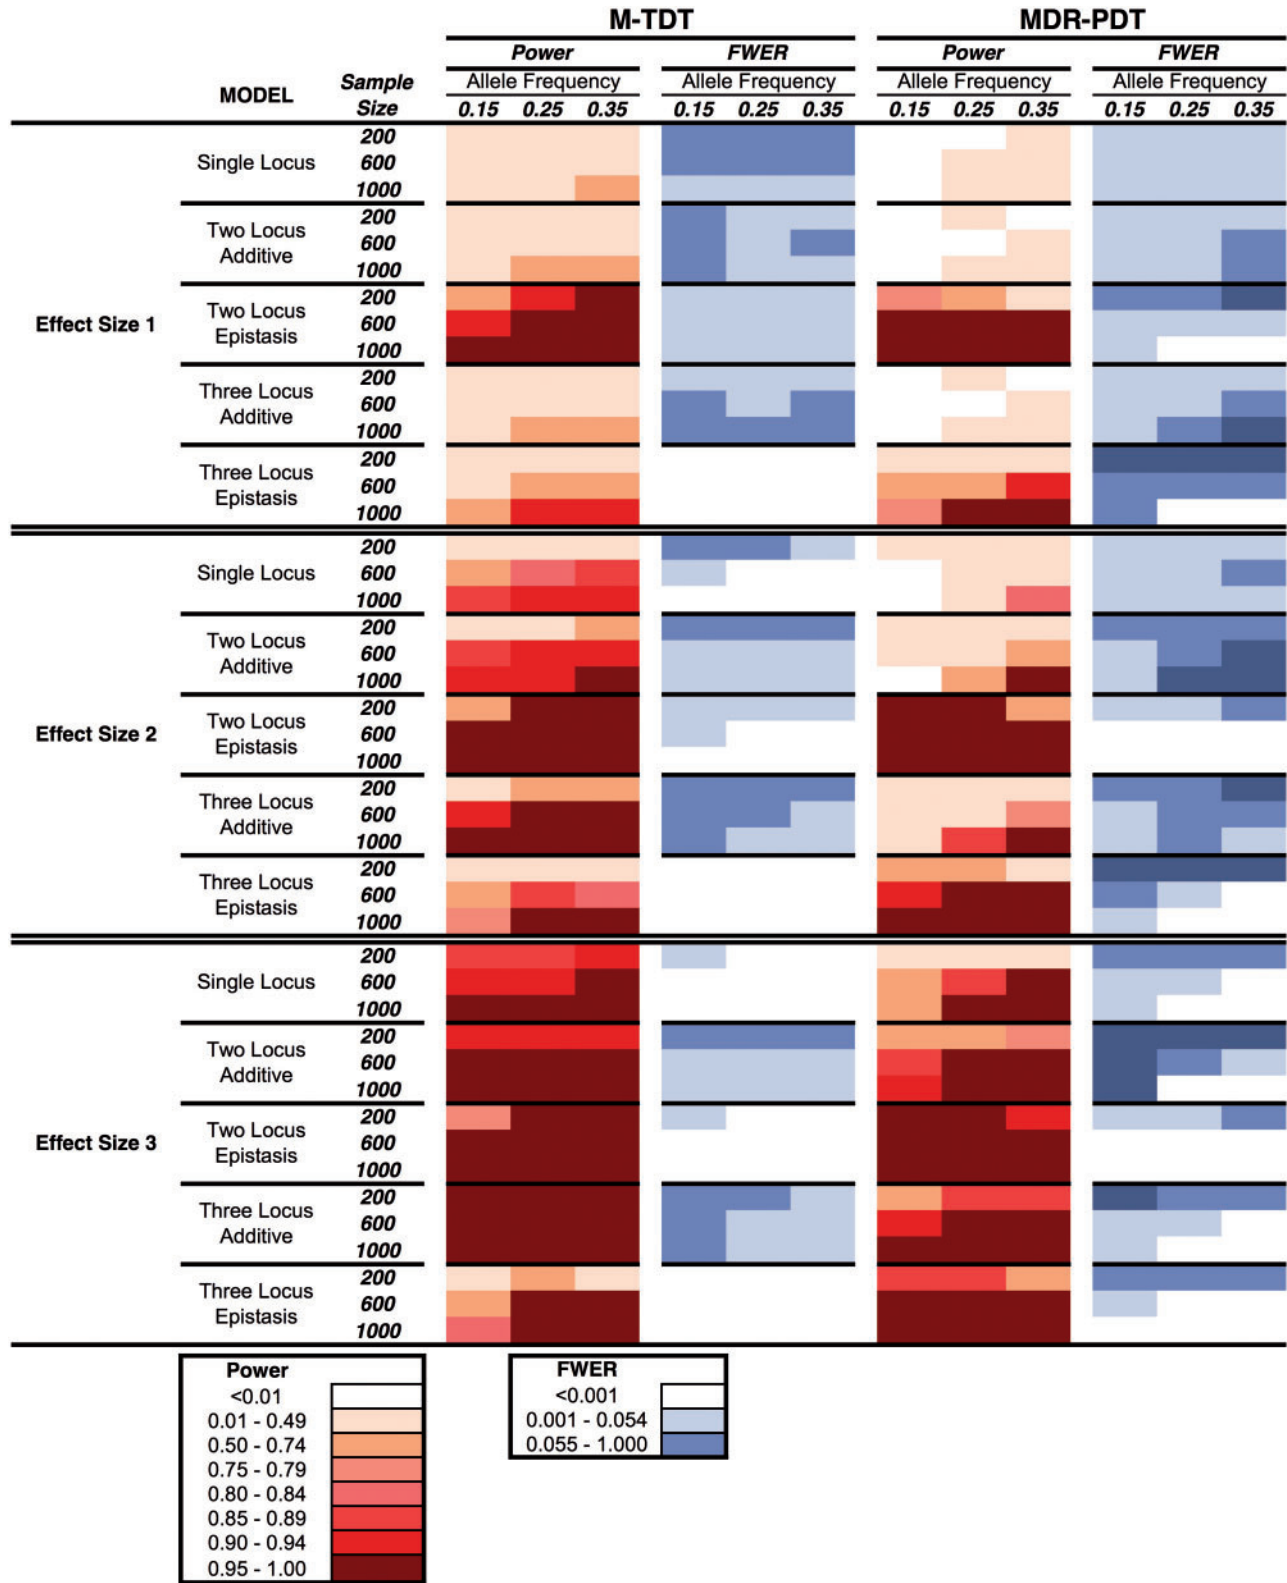 M-TDT MDR-PDT
Power FWER Power FWER
MODEL Sample Size Allele Frequency Allele Frequency Allele Frequency Allele Frequency
0.15 0.25 0.35 0.15 0.25 0.35 0.15 0.25 0.35 0.15 0.25 0.35
Effect Size 1
Single Locus
200
600
1000
Two Locus
Additive
200
600
1000
Two Locus
Epistasis
200
600
1000
Three Locus
Additive
200
600
1000
Three Locus
Epistasis
200
600
1000
Effect Size 2
Single Locus
200
600
1000
Two Locus
Additive
200
600
1000
Two Locus
Epistasis
200
600
1000
Three Locus
Additive
200
600
1000
Three Locus
Epistasis
200
600
1000
Effect Size 3
Single Locus
200
600
1000
Two Locus
Additive
200
600
1000
Two Locus
Epistasis
200
600
1000
Three Locus
Additive
200
600
1000
Three Locus
Epistasis
200
600
1000
Power
<0.01
0.01 - 0.49
0.50 - 0.74
0.75 - 0.79
0.80 - 0.84
0.85 - 0.89
0.90 - 0.94
0.95 - 1.00
FWER
<0.001
0.001 - 0.054
0.055 - 1.000